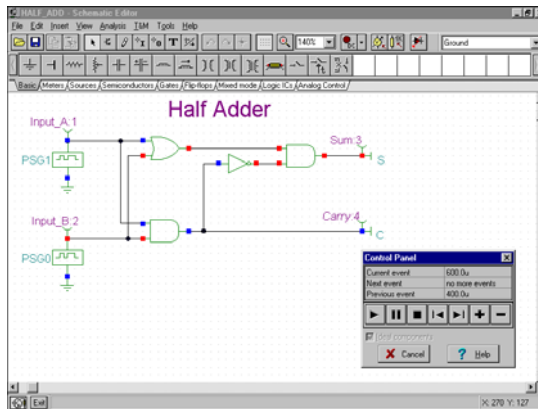 HALF_ADD - Schematic Editor
File Edit Insert View Analysis T&M Tools Help
140% Ground
Basic Meters Sources Semiconductors Gates Flip-flops Mixed mode Logic ICs Analog Control
Half Adder
Input_A:1
PSG1
Sum:3
S
Input_B:2
PSG0
Carry:4
C
Control Panel
Current event 600.0u
Next event no more events
Previous event 400.0u
Ideal components
Cancel ? Help
Exit X: 270 Y: 127